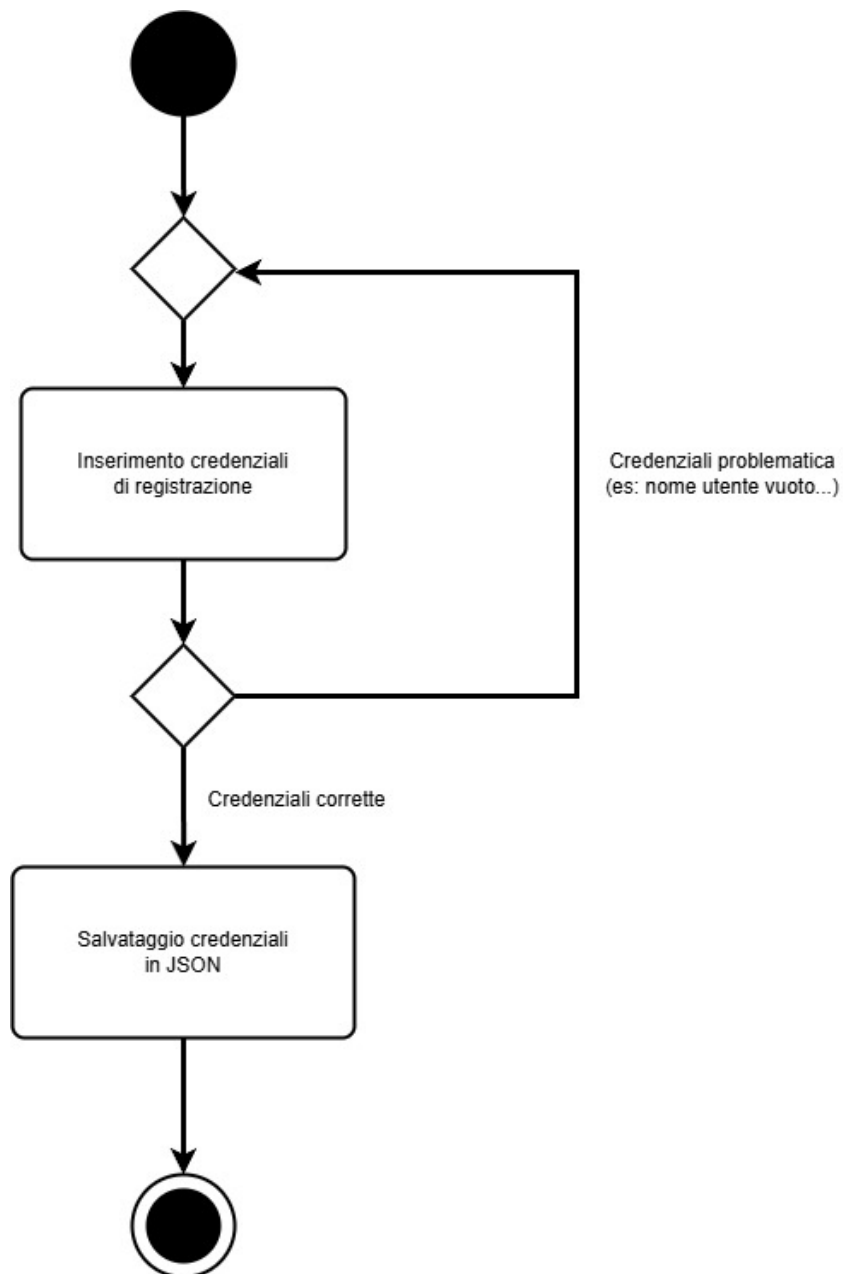 Inserimento credenziali
di registrazione
Credenziali problematica
(es: nome utente vuoto...)
Credenziali corrette
Salvataggio credenziali
in JSON